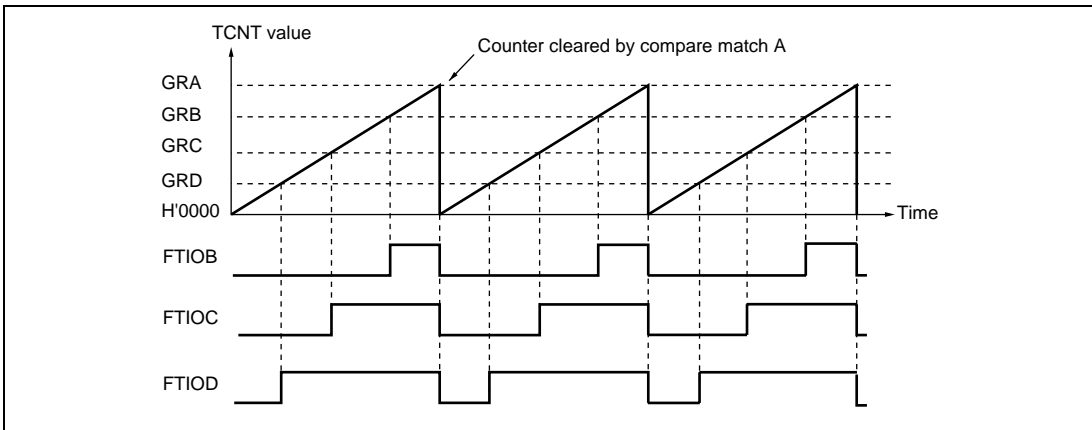 TCNT value
Counter cleared by compare match A
GRA
GRB
GRC
GRD
H'0000
Time
FTIOB
FTIOC
FTIOD